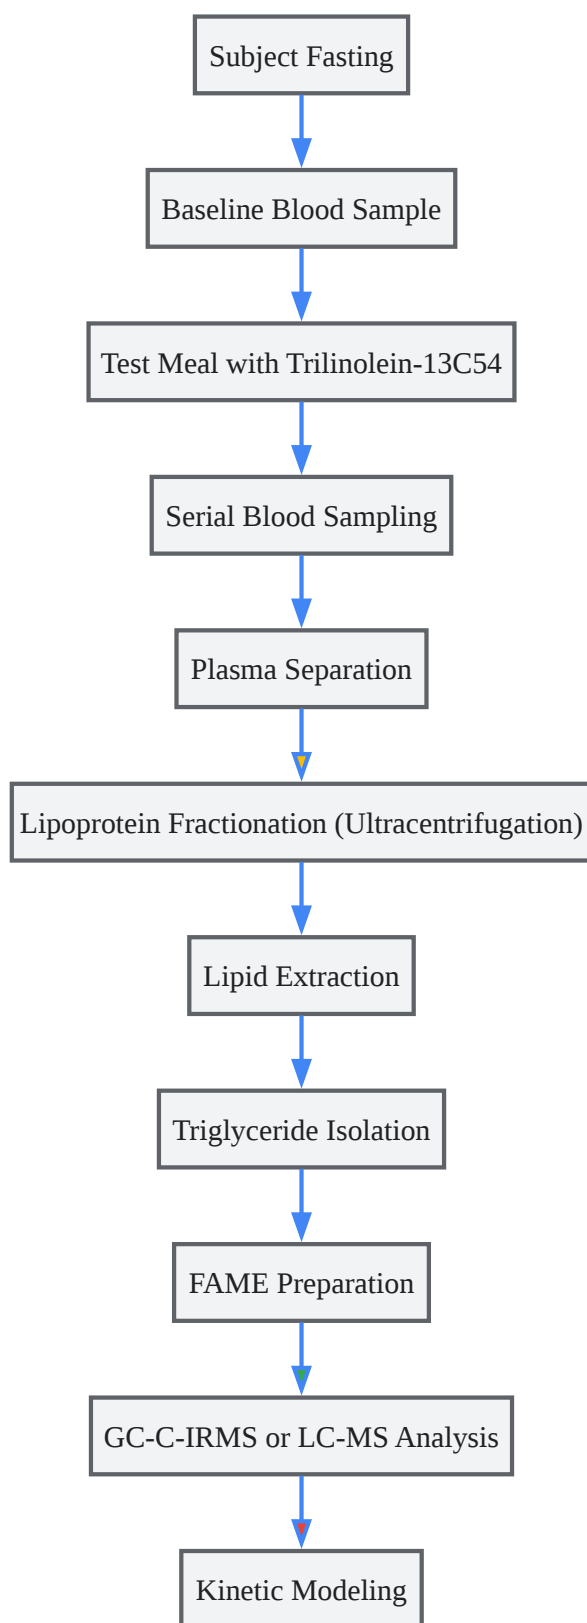 Subject Fasting
Baseline Blood Sample
Test Meal with Trilinolein-13C54
Serial Blood Sampling
Plasma Separation
Lipoprotein Fractionation (Ultracentrifugation)
Lipid Extraction
Triglyceride Isolation
FAME Preparation
GC-C-IRMS or LC-MS Analysis
Kinetic Modeling